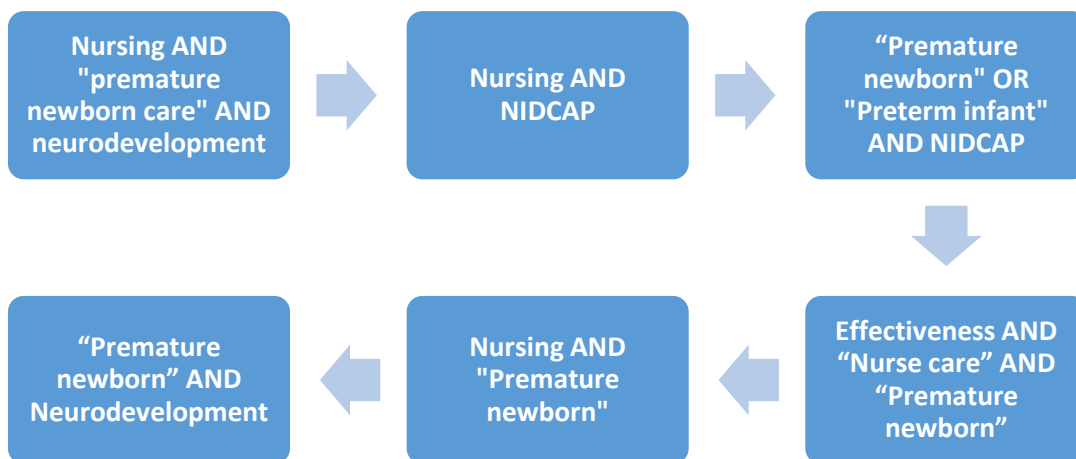 Nursing AND
"premature
newborn care" AND
neurodevelopment
Nursing AND
NIDCAP
“Premature
newborn" OR
"Preterm infant"
AND NIDCAP
Effectiveness AND
“Nurse care” AND
“Premature
newborn”
Nursing AND
"Premature
newborn"
“Premature
newborn” AND
Neurodevelopment